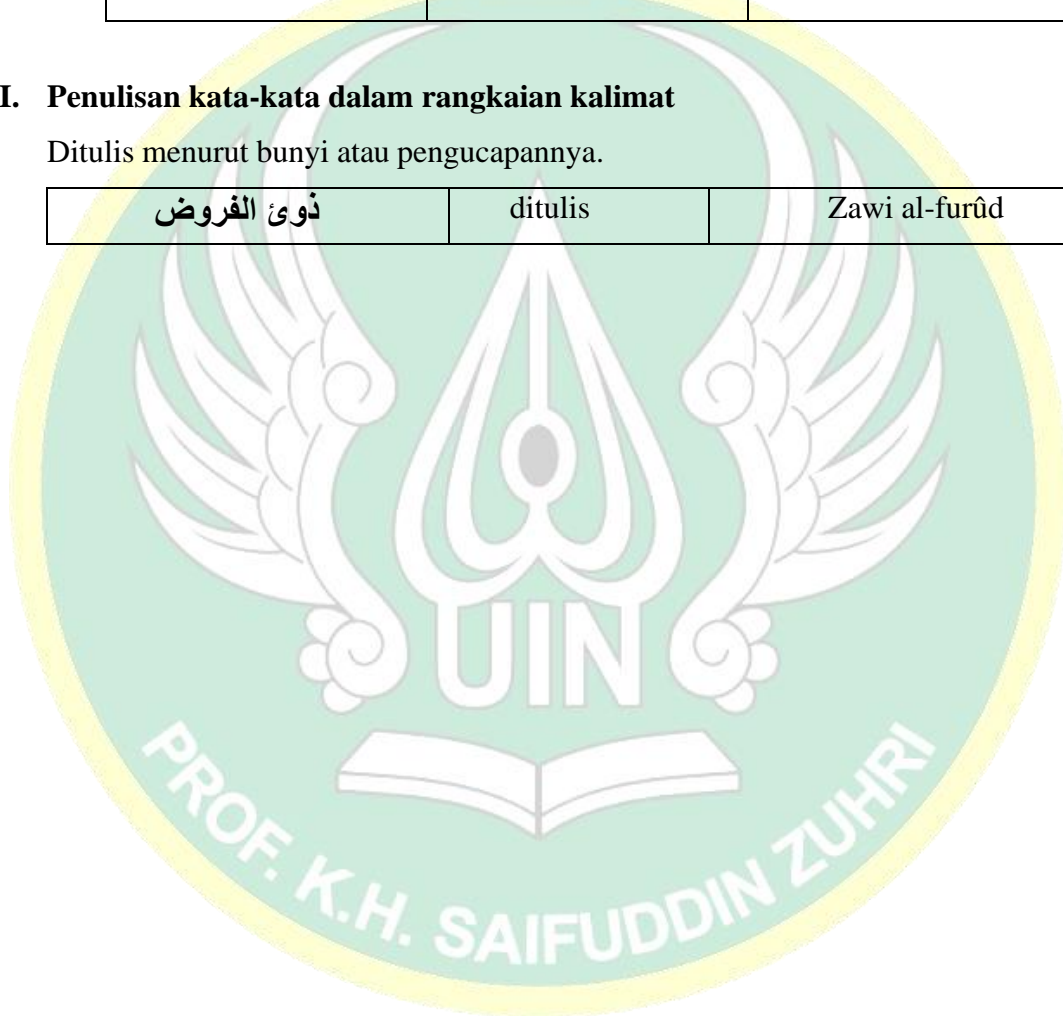 I. Penulisan kata-kata dalam rangkaian kalimat
Ditulis menurut bunyi atau pengucapannya.
ذوئ الفروض ditulis Zawi al-furûd
UIN
PROF. K.H. SAIFUDDIN ZUHRI